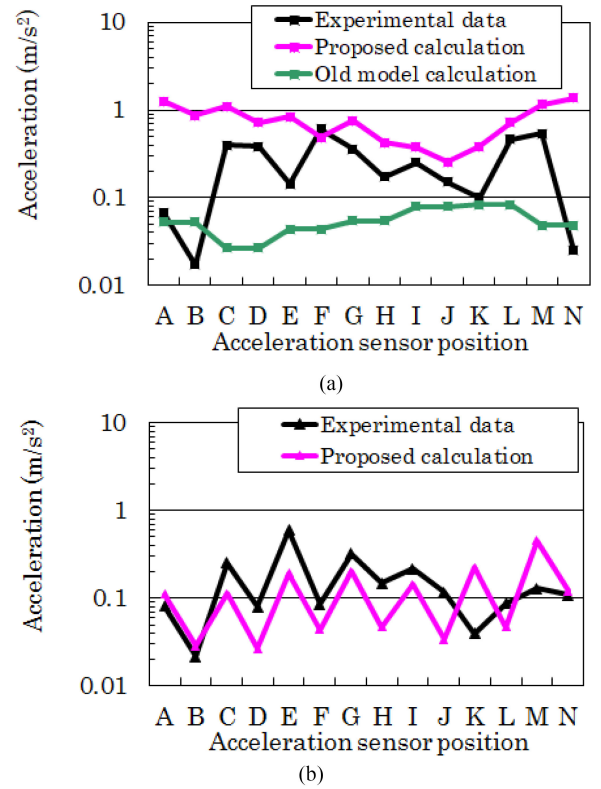 Experimental data
Proposed calculation
Old model calculation
Acceleration (m/s²)
10
1
0.1
0.01
A B C D E F G H I J K L M N
Acceleration sensor position
(a)
Experimental data
Proposed calculation
Acceleration (m/s²)
10
1
0.1
0.01
A B C D E F G H I J K L M N
Acceleration sensor position
(b)